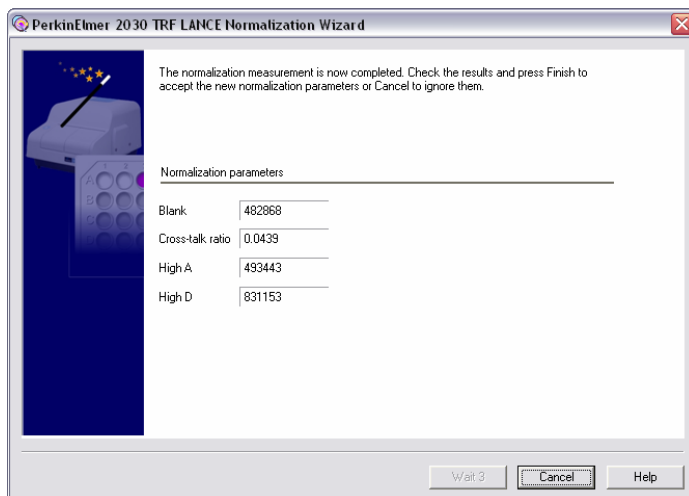 PerkinElmer 2030 TRF LANCE Normalization Wizard
The normalization measurement is now completed. Check the results and press Finish to
accept the new normalization parameters or Cancel to ignore them.
Normalization parameters
Blank 482868
Cross-talk ratio 0.0439
High A 493443
High D 831153
Wait 3 Cancel Help